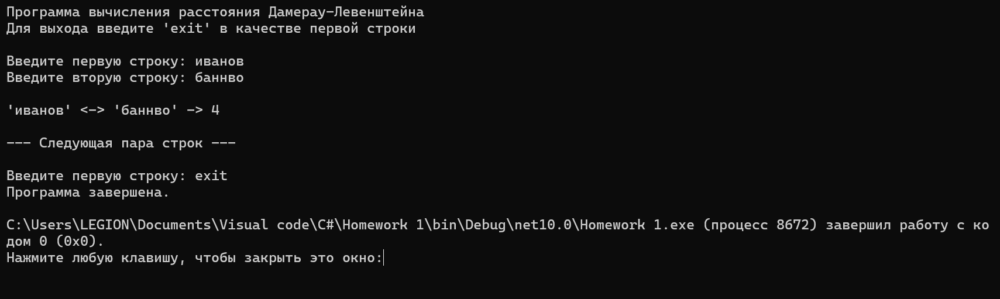 Программа вычисления расстояния Дамерау-Левенштейна
Для выхода введите 'exit' в качестве первой строки
Введите первую строку: иванов
Введите вторую строку: баннво
'иванов' <-> 'баннво' -> 4
--- Следующая пара строк ---
Введите первую строку: exit
Программа завершена.
C:\Users\LEGION\Documents\Visual code\C#\Homework 1\bin\Debug\net10.0\Homework 1.exe (процесс 8672) завершил работу с ко
дом 0 (0x0).
Нажмите любую клавишу, чтобы закрыть это окно: